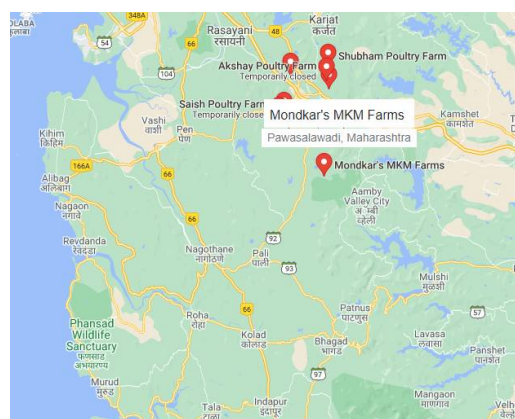 348A
OLABA
कुलाबा
54
Rasayani
रसायनी
66
48
Karjat
कर्जत
Akshay Poultry Farm
Temporarily closed
Shubham Poultry Farm
104
Vashi
वाशी
Pen
पेण
Saish Poultry Farm
Temporarily close
Mondkar's MKM Farms
Pawasalawadi, Maharashtra
Kamshet
कामशेत
Kihim
किहिम
166A
Alibag
अलिबाग
Mondkar's MKM Farms
Aamby
Valley City
Nagaon
नागाव
66
92
Revdanda
रेवदंडा
Nagothane
नागोठणे
Pali
पाली
93
Mulshi
मुळशी
Phansad
Wildlife
Sanctuary
फणसाड
अभयारण्य
Roha
रोहा
66
Kolad
कोलाड
Patnus
पाटणूस
Bhagad
भागड
57
Lavasa
लवासा
Panshet
पानशेत
Murud
मुरुड
97
Tala
Indapur
इंदापूर
Mangaon
माणगाव